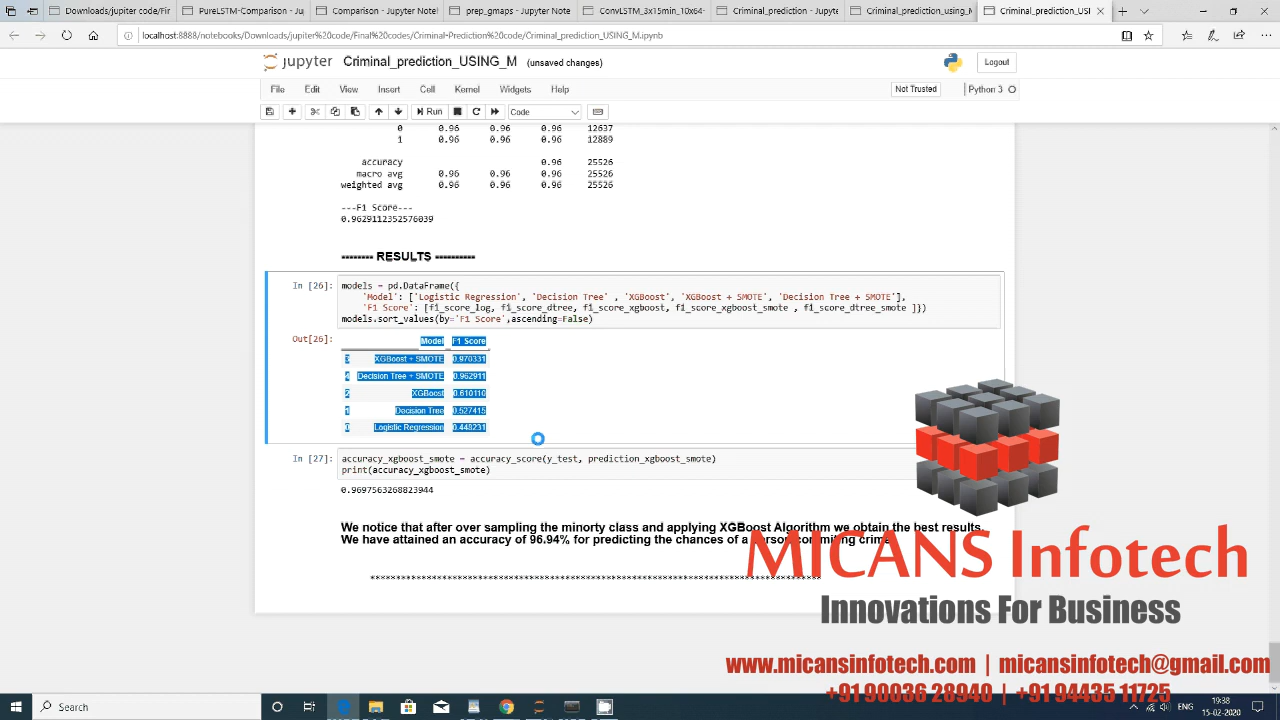 Downloads/jupiter%20code/Fin
PureLSTM-Comparison - Ju
Jupiter Comparison - Jupyter
prep_gmaps - Jupyter Notebo
ConvLSTM_3x15min_10x64-
Criminal_prediction - Jupyte
Criminal_prediction_using_N
Criminal_prediction_USI
localhost:8888/notebooks/Downloads/jupiter%20code/Final%20codes/Criminal-Prediction%20code/Criminal_prediction_USING_M.ipynb
jupyter Criminal_prediction_USING_M (unsaved changes) Logout
File Edit View Insert Cell Kernel Widgets Help Not Trusted Python 3
Run Code
0 0.96 0.96 0.96 12637
1 0.96 0.96 0.96 12889
accuracy 0.96 25526
macro avg 0.96 0.96 0.96 25526
weighted avg 0.96 0.96 0.96 25526
---F1 Score---
0.9629112352576039
-------- RESULTS ----------
In [26]: models = pd.DataFrame({
'Model': ['Logistic Regression', 'Decision Tree' , 'XGBoost', 'XGBoost + SMOTE', 'Decision Tree + SMOTE'],
'F1 Score': [f1_score_log, f1_score_dtree, f1_score_xgboost, f1_score_xgboost_smote , f1_score_dtree_smote ]})
models.sort_values(by='F1 Score',ascending=False)
Out[26]: Model F1 Score
3 XGBoost + SMOTE 0.970331
4 Decision Tree + SMOTE 0.962911
2 XGBoost 0.610110
1 Decision Tree 0.527415
0 Logistic Regression 0.448231
In [27]: accuracy_xgboost_smote = accuracy_score(y_test, prediction_xgboost_smote)
print(accuracy_xgboost_smote)
0.9697563268823944
We notice that after over sampling the minorty class and applying XGBoost Algorithm we obtain the best results.
We have attained an accuracy of 96.94% for predicting the chances of a person commiting crime
MICANS Infotech
Innovations For Business
www.micansinfotech.com | micansinfotech@gmail.com
+91 90036 28940 | +91 94435 11725
Search
ENG
19:38
15-02-2020